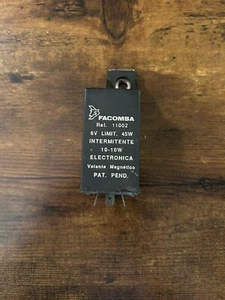 FACOMSA
Ref. 11002
6V LIMIT. 45W
INTERMITENTE
10-10W
ELECTRONICA
Volante Magnético
PAT. PEND.